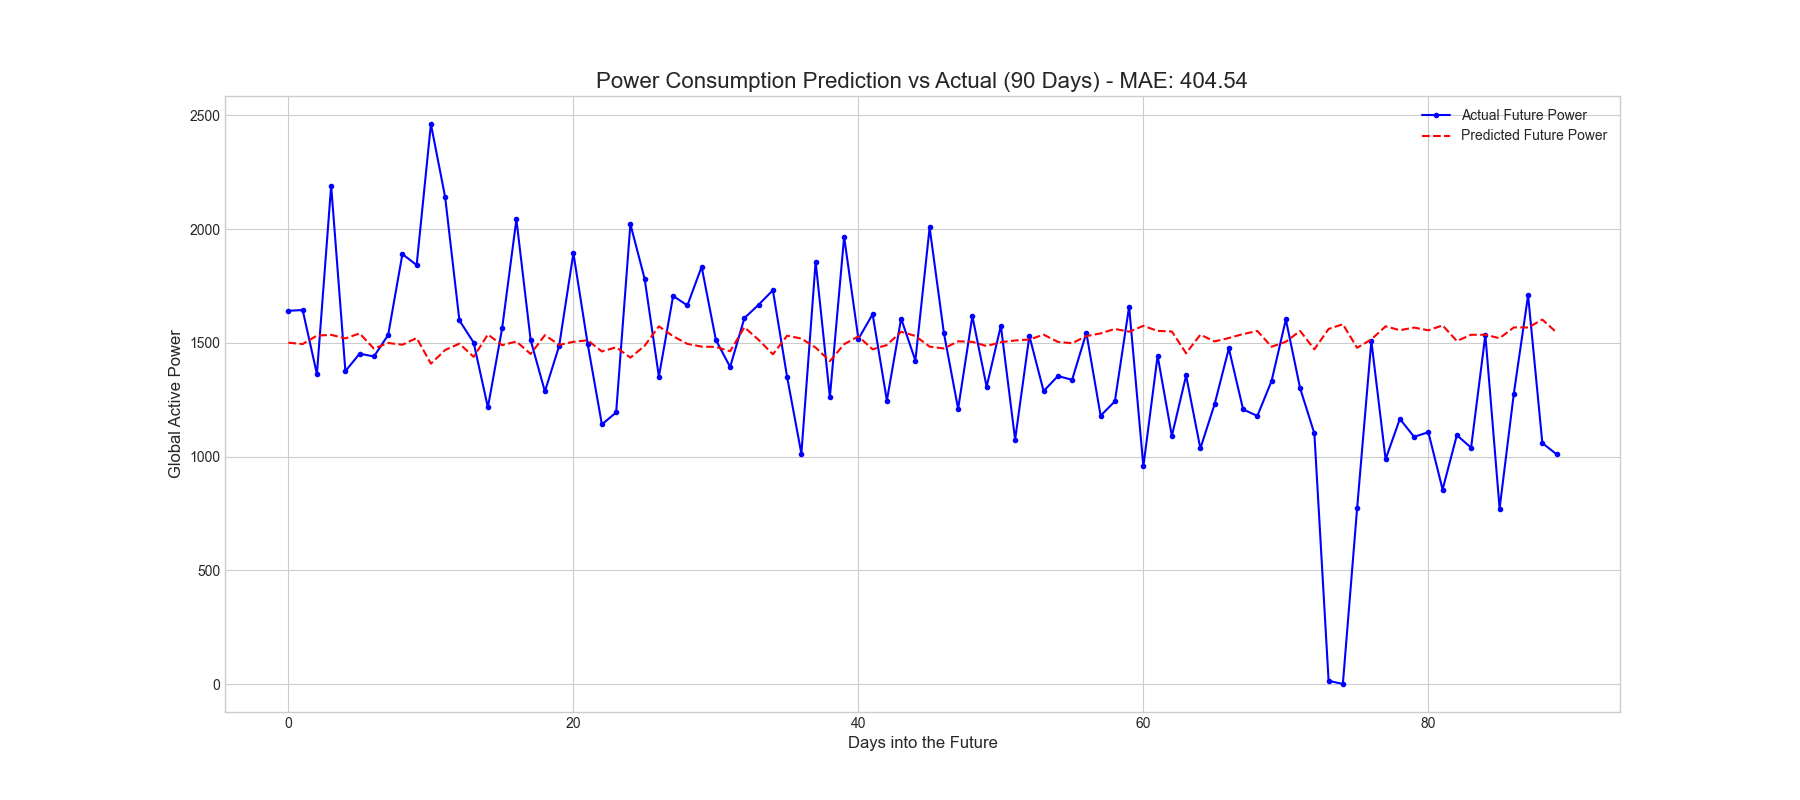 Power Consumption Prediction vs Actual (90 Days) - MAE: 404.54
Actual Future Power
Predicted Future Power
Global Active Power
2500
2000
1500
1000
500
0
0 20 40 60 80
Days into the Future